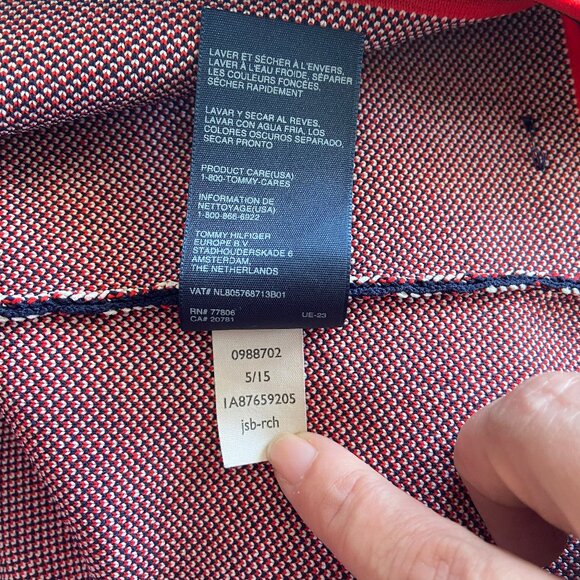 LAVER ET SÉCHER À L'ENVERS,
LAVER À L'EAU FROIDE, SÉPARER
LES COULEURS FONCÉES,
SÉCHER RAPIDEMENT
LAVAR Y SECAR AL REVES,
LAVAR CON AGUA FRIA, LOS
COLORES OSCUROS SEPARADO,
SECAR PRONTO
PRODUCT CARE(USA)
1-800-TOMMY-CARES
INFORMATION DE
NETTOYAGE(USA)
1-800-866-6922
TOMMY HILFIGER
EUROPE B.V.
STADHOUDERSKADE 6
AMSTERDAM,
THE NETHERLANDS
VAT# NL805768713B01
RN# 77806
CA# 20781 UE-23
0988702
5/15
1A87659205
jsb-rch